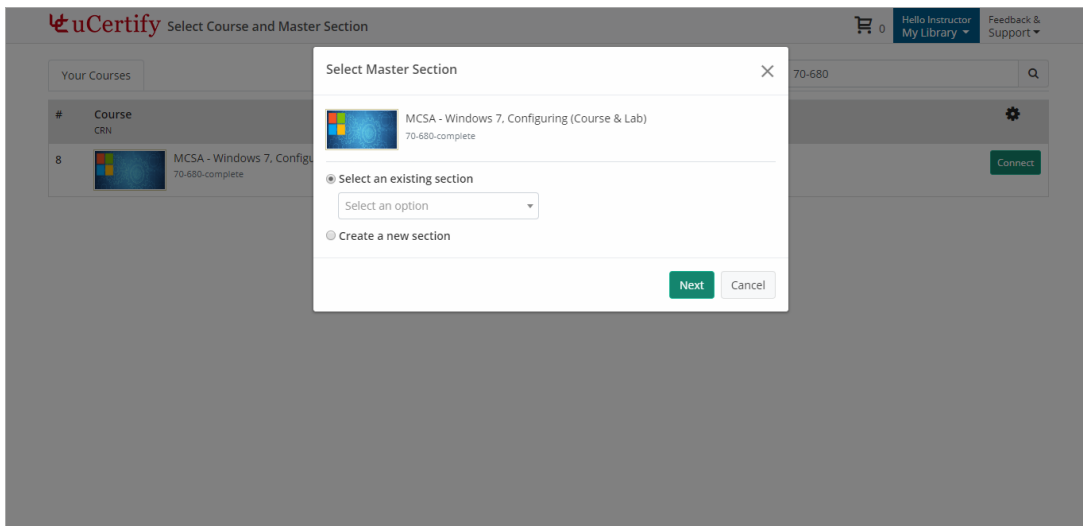 uCertify Select Course and Master Section
0
Hello Instructor
My Library
Feedback &
Support
Your Courses
70-680
# Course
CRN
8
MCSA - Windows 7, Configu
70-680-complete
Connect
Select Master Section
MCSA - Windows 7, Configuring (Course & Lab)
70-680-complete
Select an existing section
Select an option
Create a new section
Next Cancel